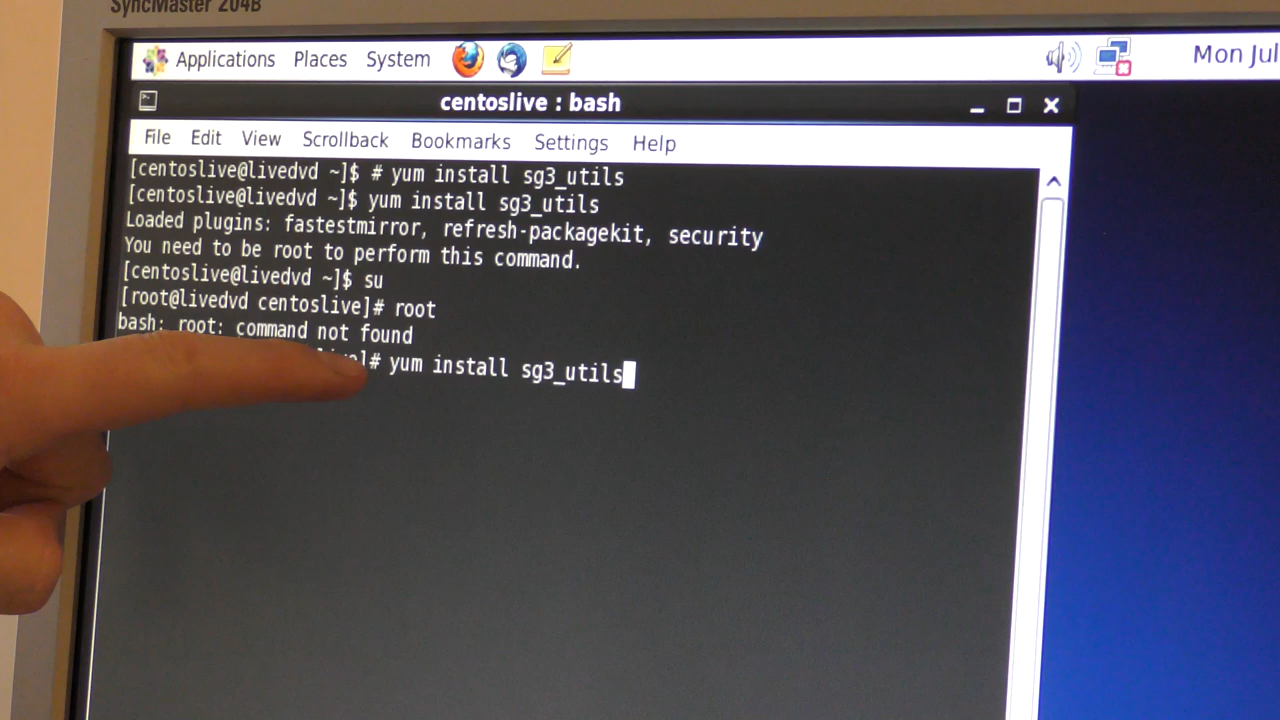 SyncMaster 204B
Applications Places System Mon Jul
centoslive : bash
File Edit View Scrollback Bookmarks Settings Help
[centoslive@livedvd ~]$ # yum install sg3_utils
[centoslive@livedvd ~]$ yum install sg3_utils
Loaded plugins: fastestmirror, refresh-packagekit, security
You need to be root to perform this command.
[centoslive@livedvd ~]$ su
[root@livedvd centoslive]# root
bash: root: command not found
]# yum install sg3_utils